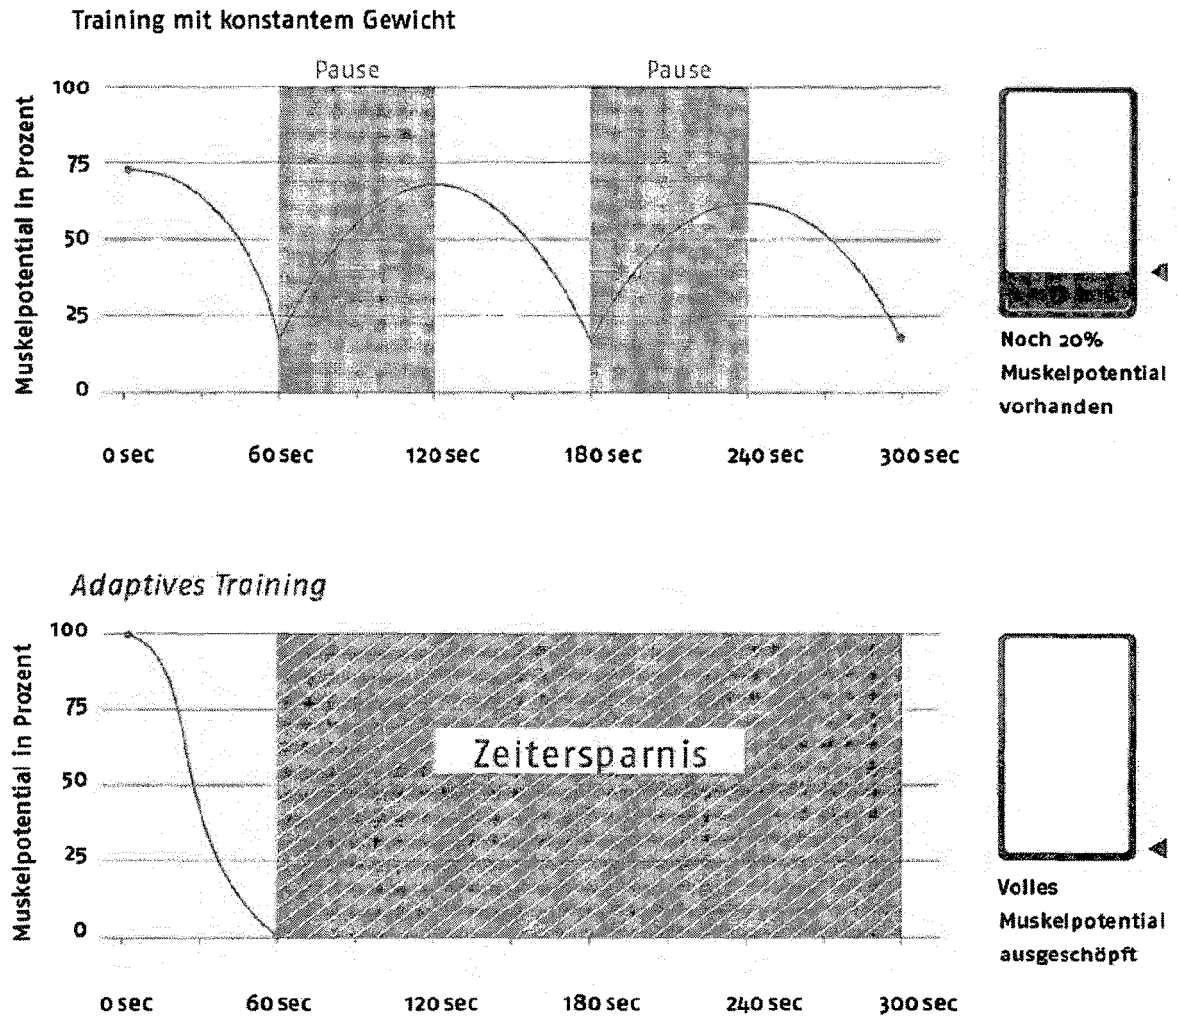 Training mit konstantem Gewicht
Pause
Pause
Muskelpotential in Prozent
100
75
50
25
0
0 sec
60 sec
120 sec
180 sec
240 sec
300 sec
Noch 20%
Muskelpotential
vorhanden
Adaptives Training
Muskelpotential in Prozent
100
75
50
25
0
Zeitersparnis
0 sec
60 sec
120 sec
180 sec
240 sec
300 sec
Volles
Muskelpotential
ausgeschöpft